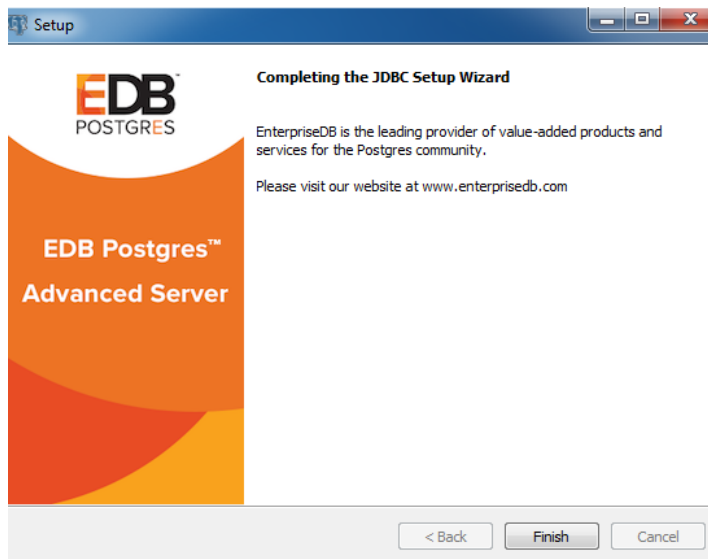 Setup
EDB
POSTGRES
EDB Postgres™
Advanced Server
Completing the JDBC Setup Wizard
EnterpriseDB is the leading provider of value-added products and
services for the Postgres community.
Please visit our website at www.enterprisedb.com
< Back
Finish
Cancel